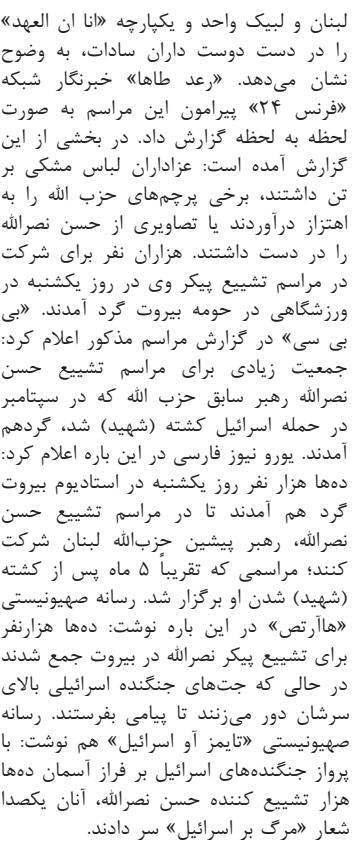 لبنان و لبیک واحد و یکپارچه «انا ان العهد»
را در دست دوست داران سادات، به وضوح
نشان می‌دهد. «رعد طاها» خبرنگار شبکه
«فرنس ۲۴» پیرامون این مراسم به صورت
لحظه به لحظه گزارش داد. در بخشی از این
گزارش آمده است: عزاداران لباس مشکی بر
تن داشتند، برخی پرچم‌های حزب الله را به
اهتزاز درآوردند یا تصاویری از حسن نصرالله
را در دست داشتند. هزاران نفر برای شرکت
در مراسم تشییع پیکر وی در روز یکشنبه در
ورزشگاهی در حومه بیروت گرد آمدند. «بی
بی سی» در گزارش مراسم مذکور اعلام کرد:
جمعیت زیادی برای مراسم تشییع حسن
نصرالله رهبر سابق حزب الله که در سپتامبر
در حمله اسرائیل کشته (شهید) شد، گردهم
آمدند. یورو نیوز فارسی در این باره اعلام کرد:
ده‌ها هزار نفر روز یکشنبه در استادیوم بیروت
گرد هم آمدند تا در مراسم تشییع حسن
نصرالله، رهبر پیشین حزب‌الله لبنان شرکت
کنند؛ مراسمی که تقریباً ۵ ماه پس از کشته
(شهید) شدن او برگزار شد. رسانه صهیونیستی
«هاآرتص» در این باره نوشت: ده‌ها هزارنفر
برای تشییع پیکر نصرالله در بیروت جمع شدند
در حالی که جت‌های جنگنده اسرائیلی بالای
سرشان دور می‌زنند تا پیامی بفرستند. رسانه
صهیونیستی «تایمز آو اسرائیل» هم نوشت: با
پرواز جنگنده‌های اسرائیل بر فراز آسمان ده‌ها
هزار تشییع کننده حسن نصرالله، آنان یکصدا
شعار «مرگ بر اسرائیل» سر دادند.